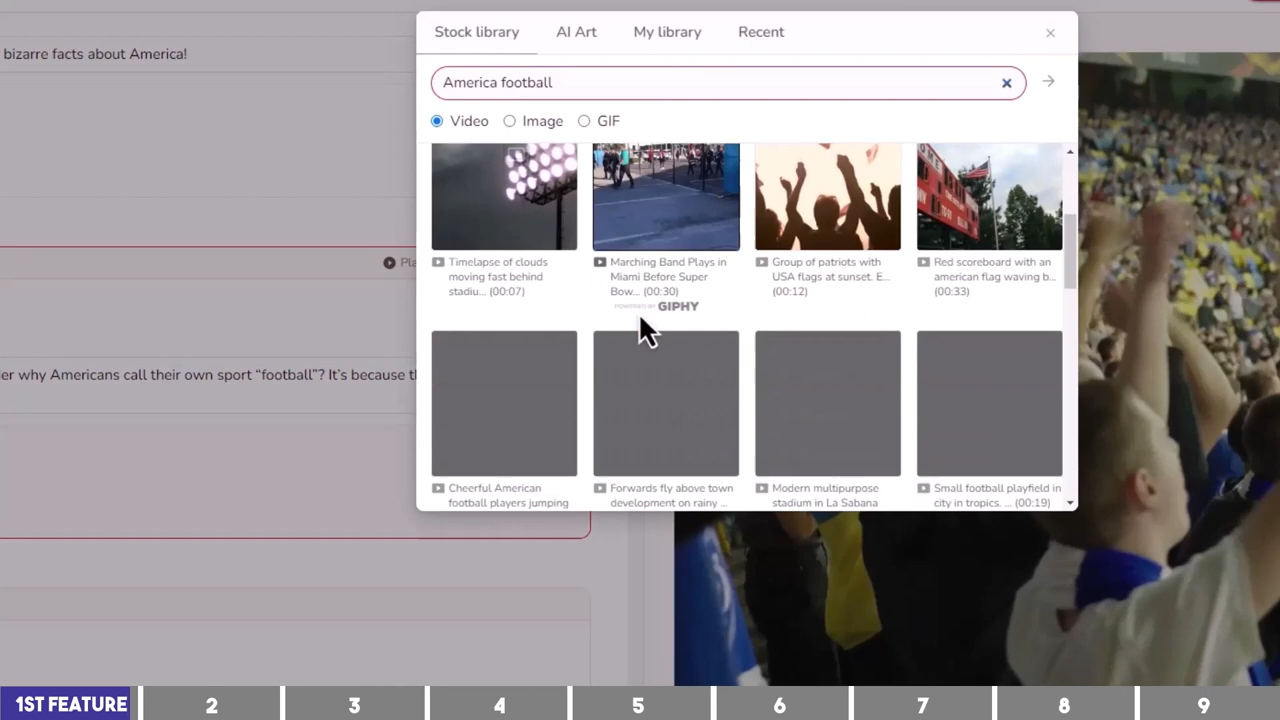 Stock library AI Art My library Recent
bizarre facts about America!
America football
Video Image GIF
Timelapse of clouds
moving fast behind
stadiu... (00:07)
Marching Band Plays in
Miami Before Super
Bow... (00:30)
POWERED BY GIPHY
Group of patriots with
USA flags at sunset. E...
(00:12)
Red scoreboard with an
american flag waving b...
(00:33)
Pla
er why Americans call their own sport “football”? It’s because t
Cheerful American
football players jumping
Forwards fly above town
development on rainy ...
Modern multipurpose
stadium in La Sabana
Small football playfield in
city in tropics. ... (00:19)
1ST FEATURE 2 3 4 5 6 7 8 9